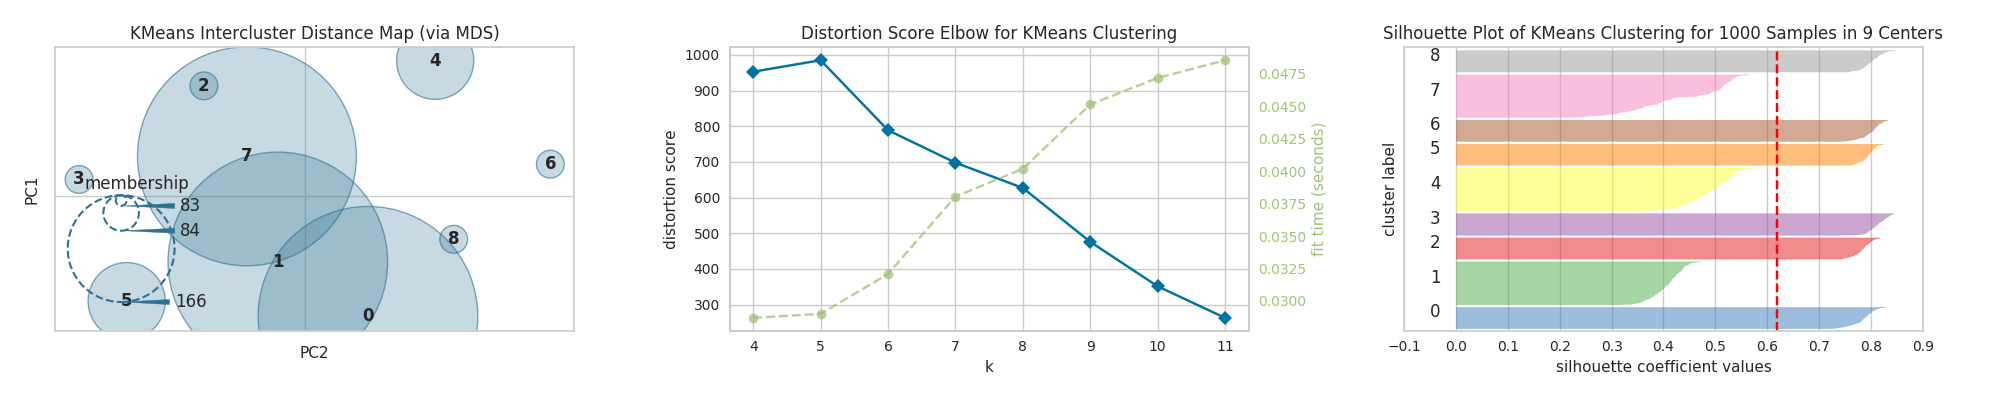 KMeans Intercluster Distance Map (via MDS)
4
2
7
6
3
membership
83
84
8
1
5
166
0
PC1
PC2
Distortion Score Elbow for KMeans Clustering
1000
900
800
700
600
500
400
300
distortion score
4 5 6 7 8 9 10 11
k
0.0475
0.0450
0.0425
0.0400
0.0375
0.0350
0.0325
0.0300
fit time (seconds)
Silhouette Plot of KMeans Clustering for 1000 Samples in 9 Centers
8
7
6
5
4
3
2
1
0
cluster label
−0.1 0.0 0.1 0.2 0.3 0.4 0.5 0.6 0.7 0.8 0.9
silhouette coefficient values